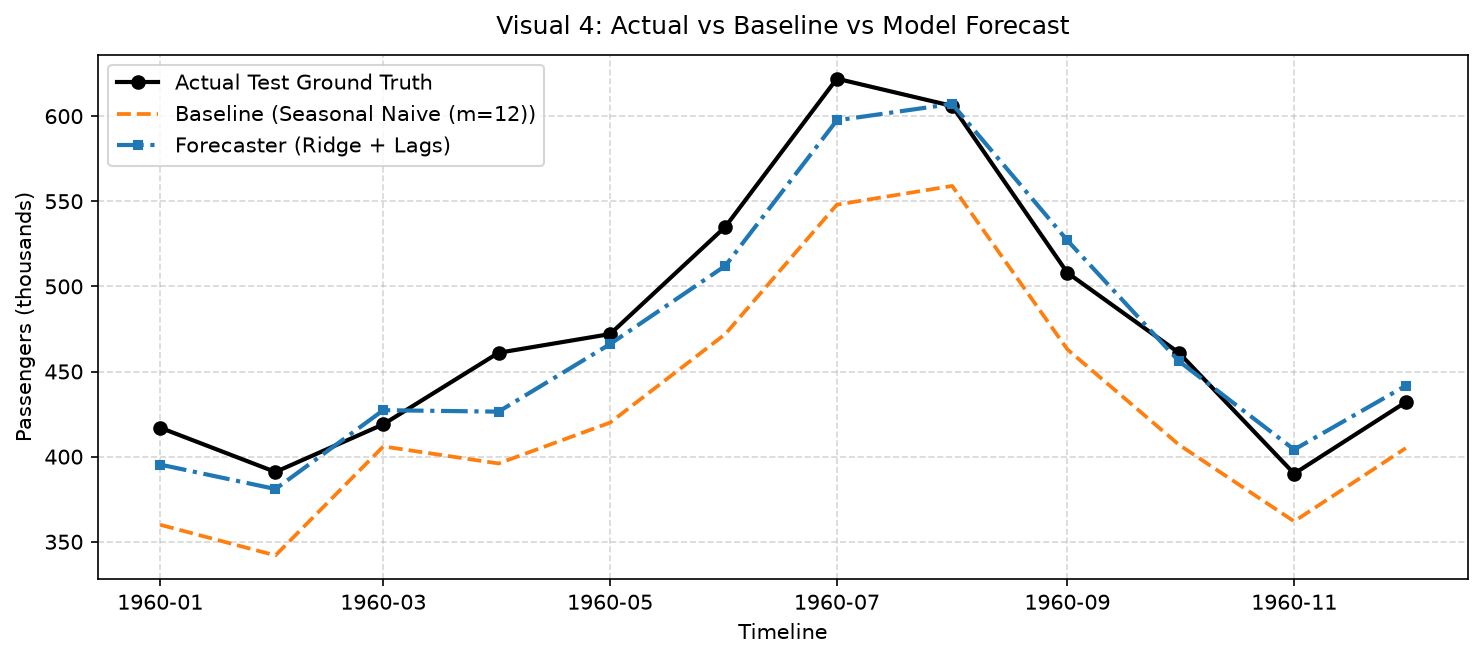 Visual 4: Actual vs Baseline vs Model Forecast
Actual Test Ground Truth
Baseline (Seasonal Naive (m=12))
Forecaster (Ridge + Lags)
Passengers (thousands)
600
550
500
450
400
350
1960-01
1960-03
1960-05
1960-07
1960-09
1960-11
Timeline